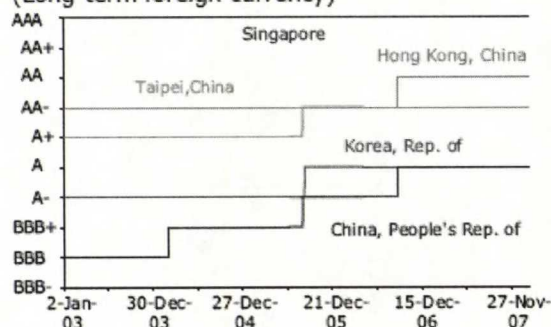 (Long-term foreign currency)
AAA
Singapore
AA+
Hong Kong, China
AA
Taipei,China
AA-
A+
Korea, Rep. of
A
A-
BBB+
China, People's Rep. of
BBB
BBB-
2-Jan-03
30-Dec-03
27-Dec-04
21-Dec-05
15-Dec-06
27-Nov-07